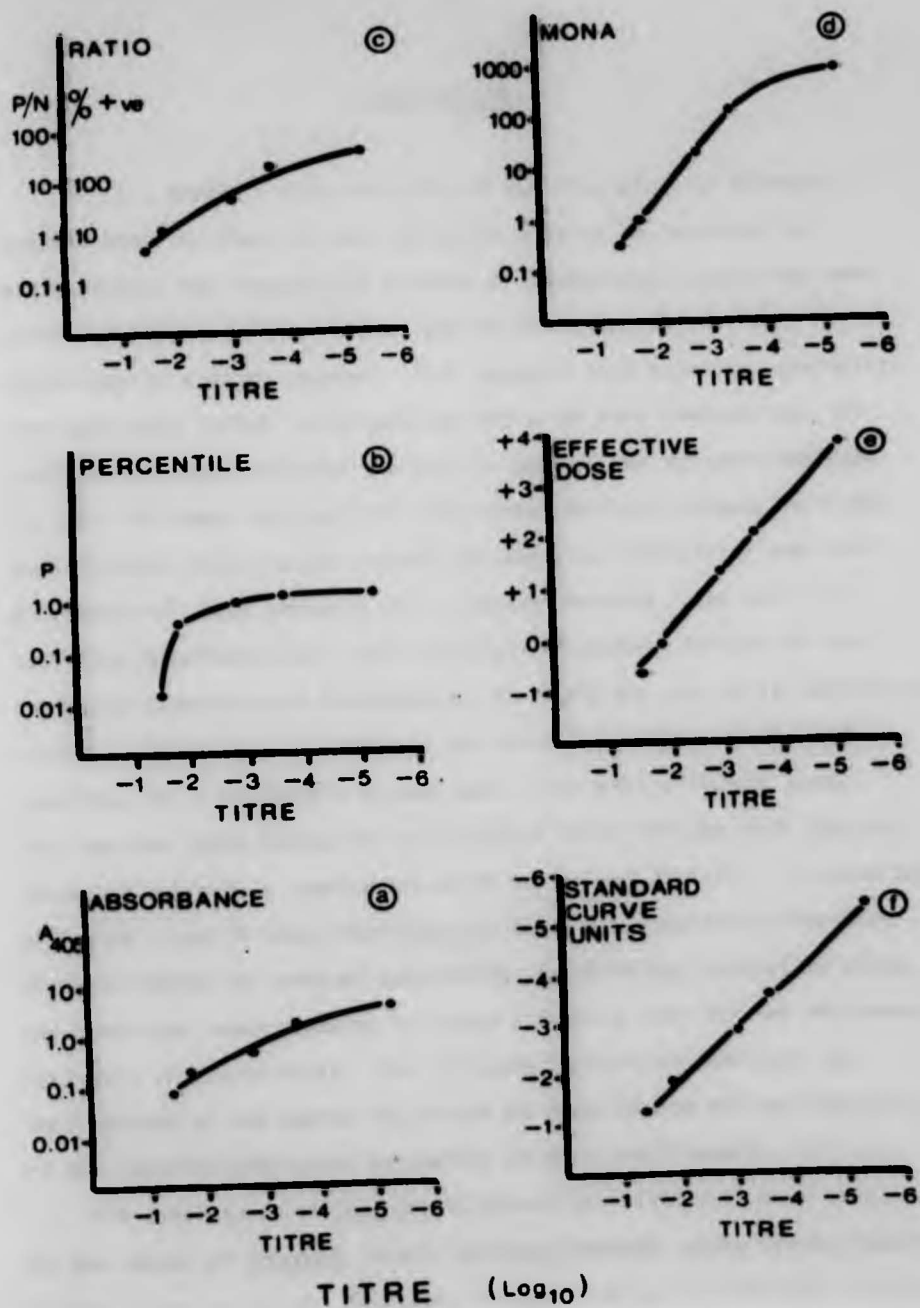 RATIO
ⓒ
P/N % +ve
100
10 100
1 10
0.1 1
-1 -2 -3 -4 -5 -6
TITRE
MONA
ⓓ
1000
100
10
1
0.1
-1 -2 -3 -4 -5 -6
TITRE
PERCENTILE
ⓑ
P
1.0
0.1
0.01
-1 -2 -3 -4 -5 -6
TITRE
EFFECTIVE
DOSE
ⓔ
+4
+3
+2
+1
0
-1
-1 -2 -3 -4 -5 -6
TITRE
ABSORBANCE
ⓐ
A405
10
1.0
0.1
0.01
-1 -2 -3 -4 -5 -6
TITRE
STANDARD
CURVE
UNITS
ⓕ
-6
-5
-4
-3
-2
-1
-1 -2 -3 -4 -5 -6
TITRE
TITRE (Log10)